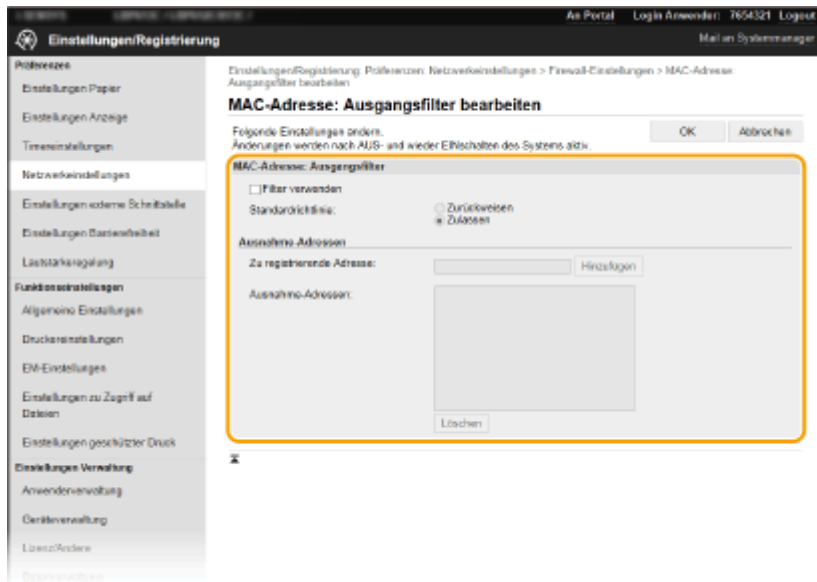 An Portal Login Anwender: 7654321 Logout
Einstellungen/Registrierung
Mail an Systemmanager
Präferenzen
Einstellungen Papier
Einstellungen Anzeige
Timereinstellungen
Netzwerkeinstellungen
Einstellungen externe Schnittstelle
Einstellungen Barrierefreiheit
Lautstärkeregelung
Funktionseinstellungen
Allgemeine Einstellungen
Druckereinstellungen
EM-Einstellungen
Einstellungen zu Zugriff auf
Dateien
Einstellungen geschützter Druck
Einstellungen Verwaltung
Anwenderverwaltung
Geräteverwaltung
Lizenz/Andere
Einstellungen/Registrierung: Präferenzen: Netzwerkeinstellungen > Firewall-Einstellungen > MAC-Adresse:
Ausgangsfilter bearbeiten
MAC-Adresse: Ausgangsfilter bearbeiten
Folgende Einstellungen ändern.
Änderungen werden nach AUS- und wieder EINschalten des Systems aktiv.
OK Abbrechen
MAC-Adresse: Ausgangsfilter
Filter verwenden
Standardrichtlinie:
Zurückweisen
Zulassen
Ausnahme-Adressen
Zu registrierende Adresse:
Hinzufügen
Ausnahme-Adressen:
Löschen